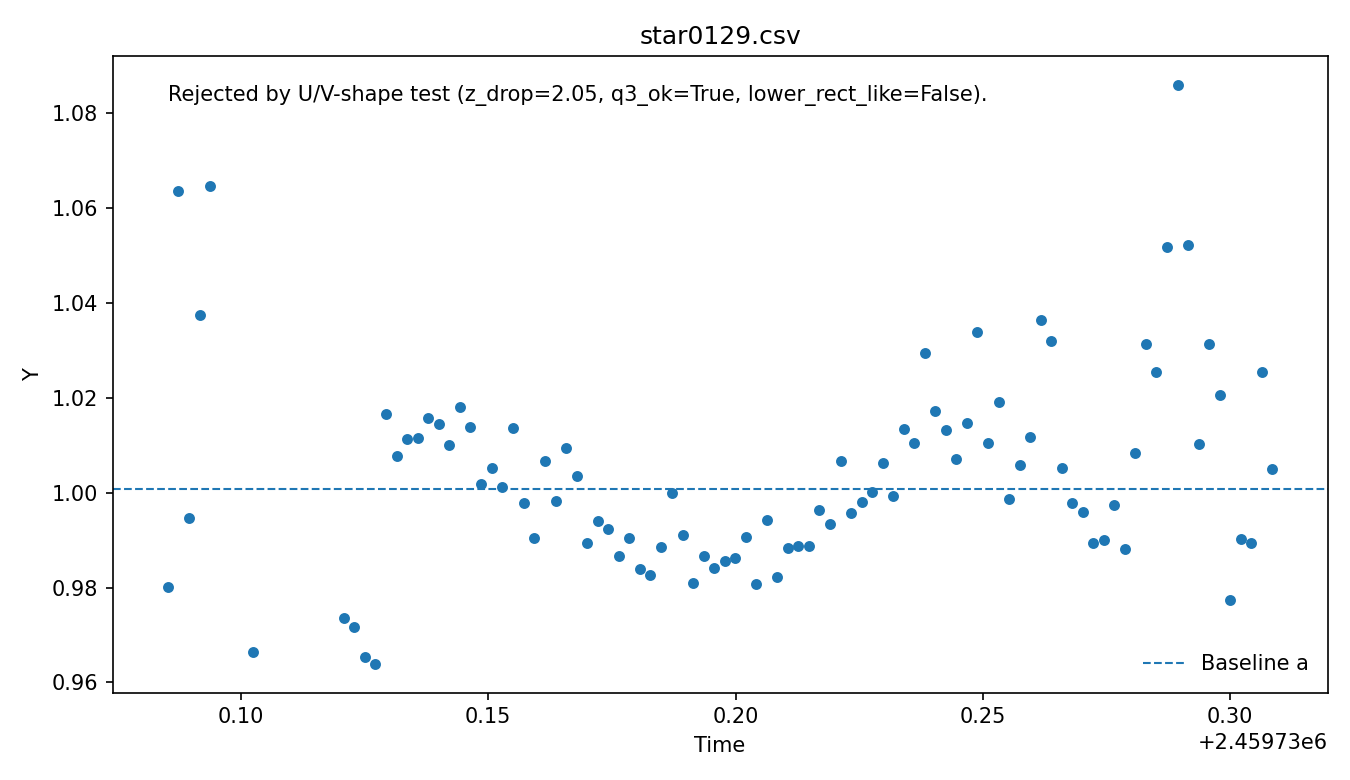 star0129.csv
Rejected by U/V-shape test (z_drop=2.05, q3_ok=True, lower_rect_like=False).
Y
1.08
1.06
1.04
1.02
1.00
0.98
0.96
Baseline a
0.10 0.15 0.20 0.25 0.30
Time
+2.45973e6